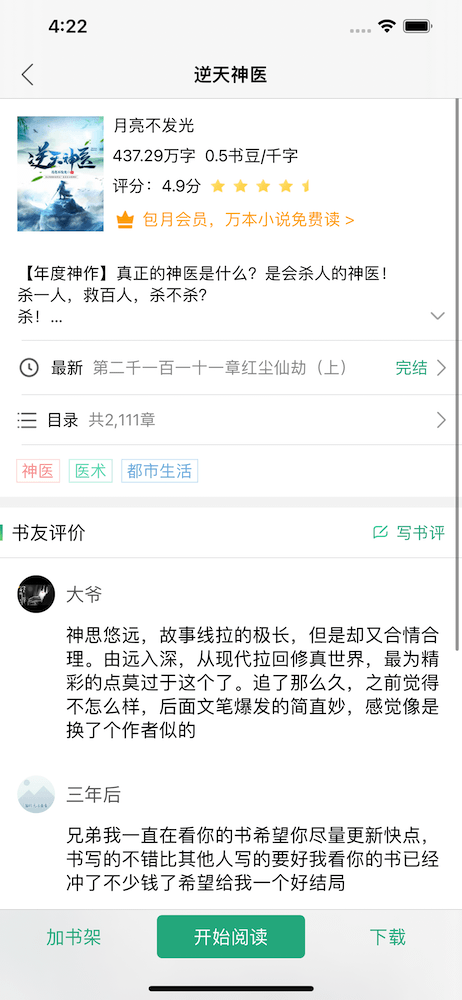 4:22
逆天神医
逆天神医
月亮不发光
437.29万字 0.5书豆/千字
评分：4.9分
包月会员，万本小说免费读 >
【年度神作】真正的神医是什么？是会杀人的神医！
杀一人，救百人，杀不杀？
杀！...
最新 第二千一百一十一章红尘仙劫（上） 完结
目录 共2,111章
神医 医术 都市生活
书友评价 写书评
大爷
神思悠远，故事线拉的极长，但是却又合情合
理。由远入深，从现代拉回修真世界，最为精
彩的点莫过于这个了。追了那么久，之前觉得
不怎么样，后面文笔爆发的简直妙，感觉像是
换了个作者似的
三年后
兄弟我一直在看你的书希望你尽量更新快点，
书写的不错比其他人写的要好我看你的书已经
冲了不少钱了希望给我一个好结局
加书架 开始阅读 下载